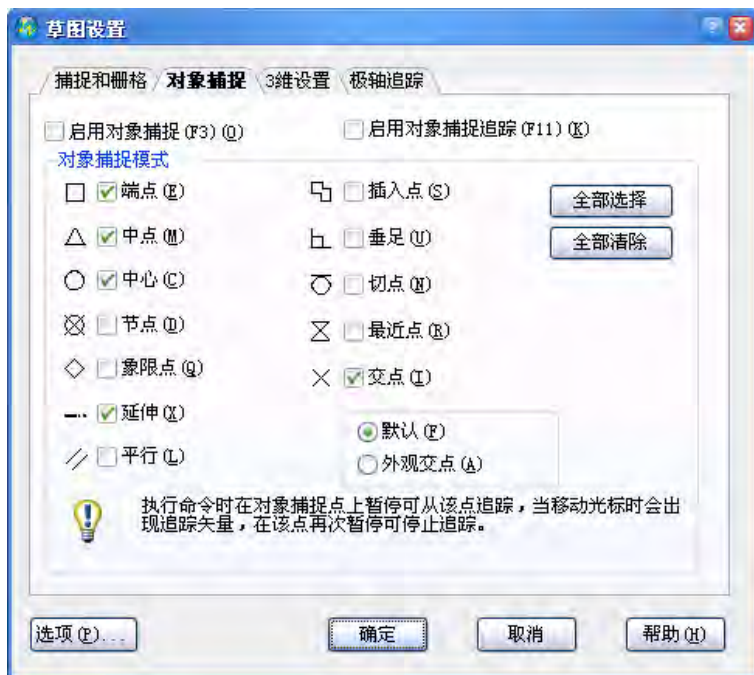 草图设置
捕捉和栅格 对象捕捉 3维设置 极轴追踪
启用对象捕捉(F3)(O) 启用对象捕捉追踪(F11)(K)
对象捕捉模式
端点(E) 插入点(S) 全部选择
中点(M) 垂足(U) 全部清除
中心(C) 切点(N)
节点(D) 最近点(R)
象限点(Q) 交点(I)
延伸(X) 默认(F)
平行(L) 外观交点(A)
执行命令时在对象捕捉点上暂停可从该点追踪，当移动光标时会出
现追踪矢量，在该点再次暂停可停止追踪。
选项(P)... 确定 取消 帮助(H)